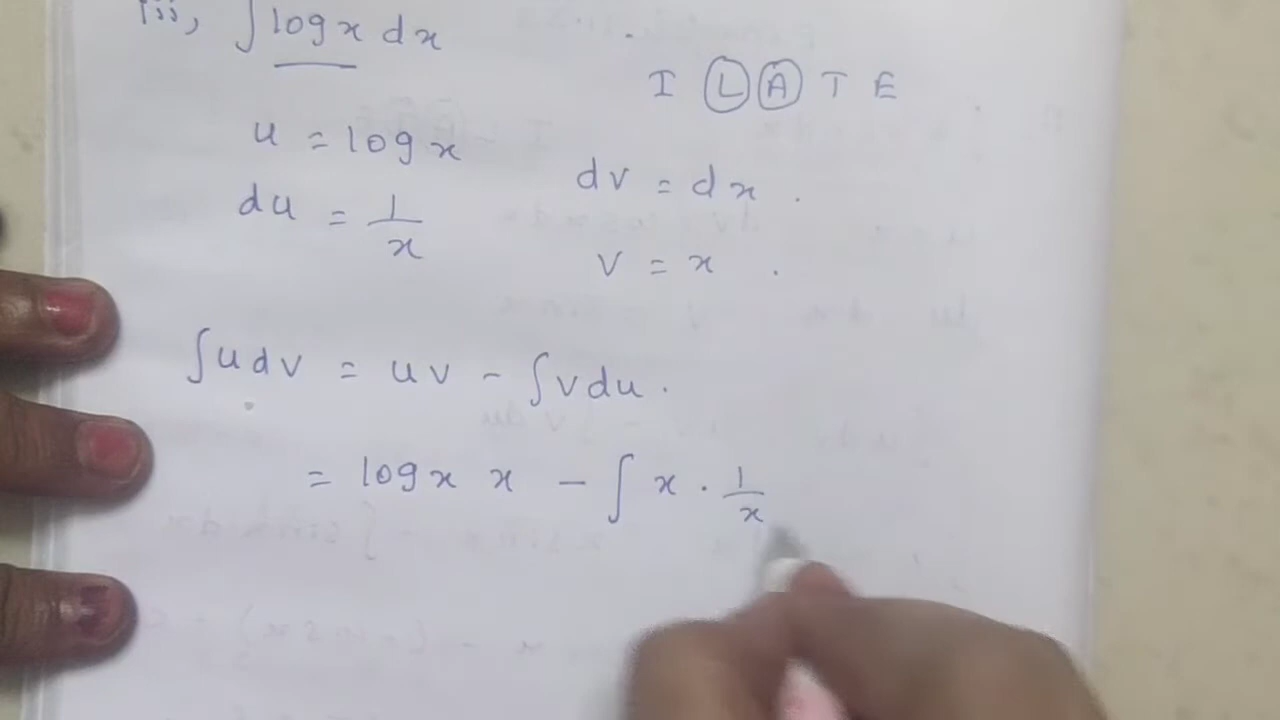 iii, ∫ log x dx
I L A T E
u = log x
dv = dx .
du = 1/x
v = x .
∫ u dv = uv - ∫ v du .
= log x x - ∫ x . 1/x